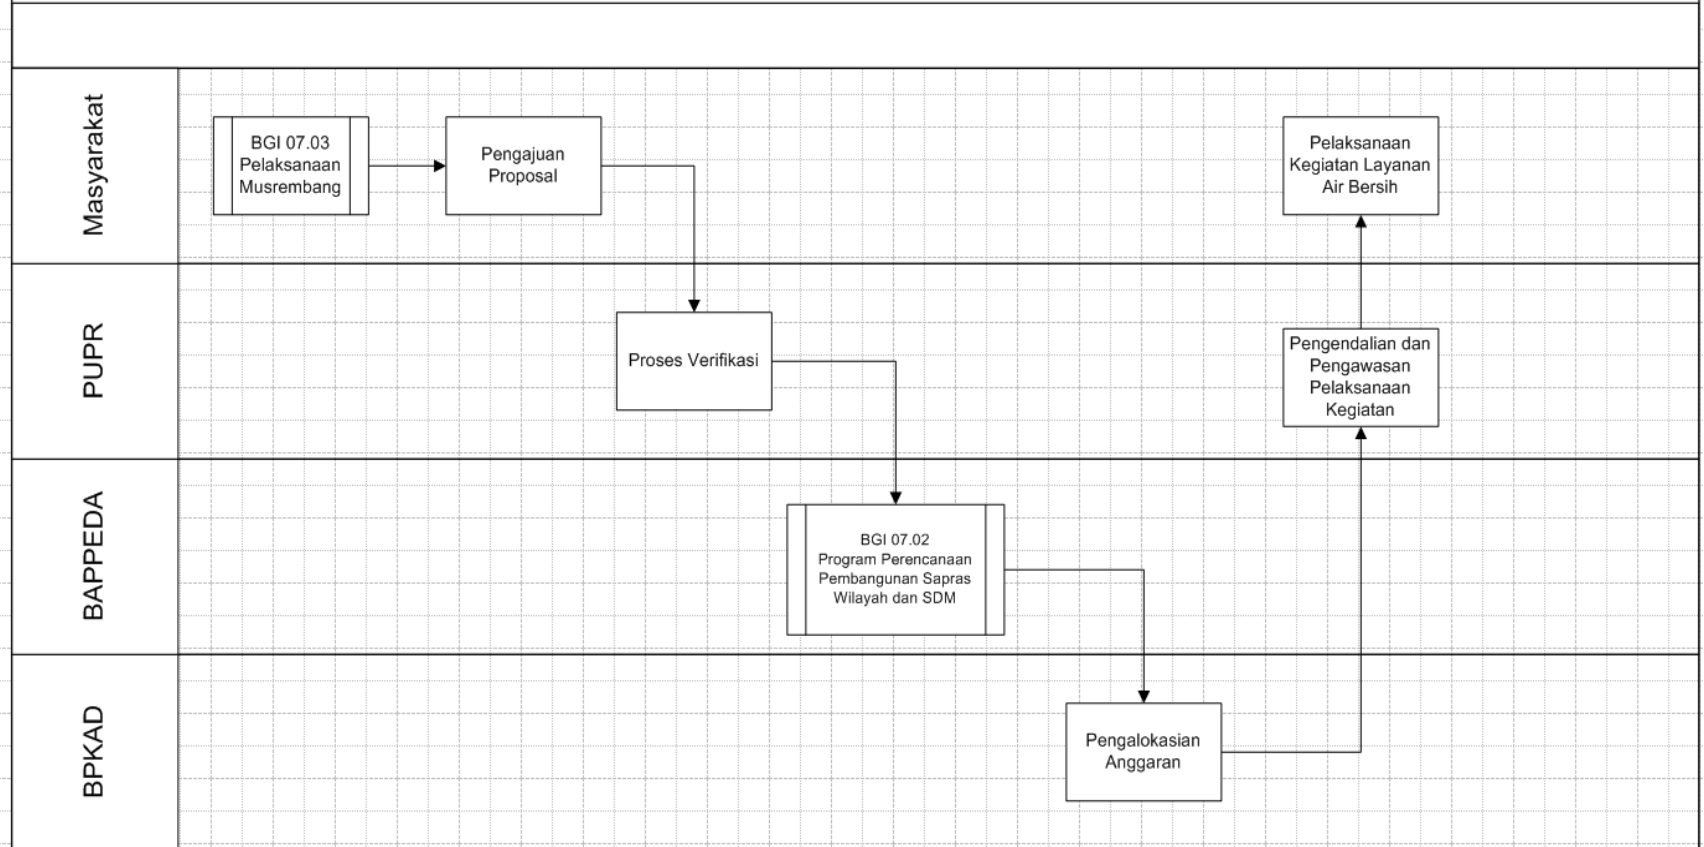 Masyarakat
BGI 07.03
Pelaksanaan
Musrembang
Pengajuan
Proposal
Pelaksanaan
Kegiatan Layanan
Air Bersih
PUPR
Proses Verifikasi
Pengendalian dan
Pengawasan
Pelaksanaan
Kegiatan
BAPPEDA
BGI 07.02
Program Perencanaan
Pembangunan Sapras
Wilayah dan SDM
BPKAD
Pengalokasian
Anggaran